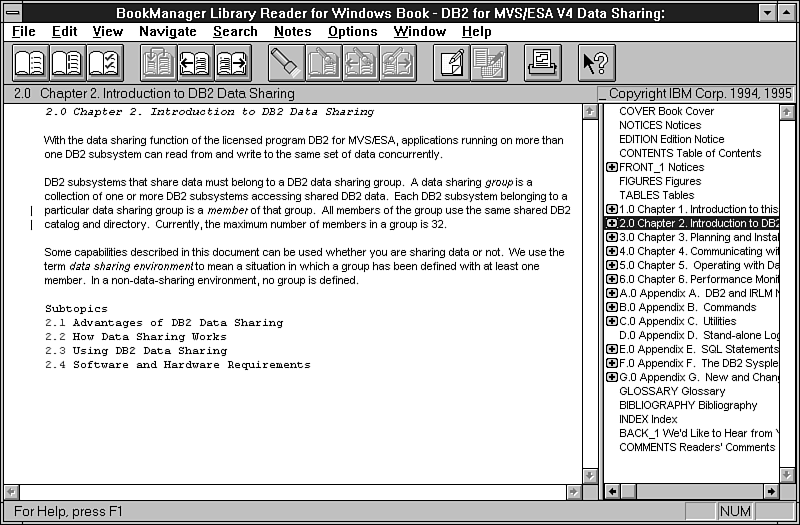 BookManager Library Reader for Windows Book - DB2 for MVS/ESA V4 Data Sharing:
File Edit View Navigate Search Notes Options Window Help
2.0 Chapter 2. Introduction to DB2 Data Sharing
_ Copyright IBM Corp. 1994, 1995
2.0 Chapter 2. Introduction to DB2 Data Sharing
With the data sharing function of the licensed program DB2 for MVS/ESA, applications running on more than
one DB2 subsystem can read from and write to the same set of data concurrently.
DB2 subsystems that share data must belong to a DB2 data sharing group. A data sharing group is a
collection of one or more DB2 subsystems accessing shared DB2 data. Each DB2 subsystem belonging to a
| particular data sharing group is a member of that group. All members of the group use the same shared DB2
| catalog and directory. Currently, the maximum number of members in a group is 32.
Some capabilities described in this document can be used whether you are sharing data or not. We use the
term data sharing environment to mean a situation in which a group has been defined with at least one
member. In a non-data-sharing environment, no group is defined.
Subtopics
2.1 Advantages of DB2 Data Sharing
2.2 How Data Sharing Works
2.3 Using DB2 Data Sharing
2.4 Software and Hardware Requirements
COVER Book Cover
NOTICES Notices
EDITION Edition Notice
CONTENTS Table of Contents
FRONT_1 Notices
FIGURES Figures
TABLES Tables
1.0 Chapter 1. Introduction to this
2.0 Chapter 2. Introduction to DB2
3.0 Chapter 3. Planning and Instal
4.0 Chapter 4. Communicating wit
5.0 Chapter 5. Operating with Da
6.0 Chapter 6. Performance Monit
A.0 Appendix A. DB2 and IRLM N
B.0 Appendix B. Commands
C.0 Appendix C. Utilities
D.0 Appendix D. Stand-alone Log
E.0 Appendix E. SQL Statements
F.0 Appendix F. The DB2 Sysple
G.0 Appendix G. New and Chang
GLOSSARY Glossary
BIBLIOGRAPHY Bibliography
INDEX Index
BACK_1 We'd Like to Hear from Y
COMMENTS Readers' Comments
For Help, press F1
NUM